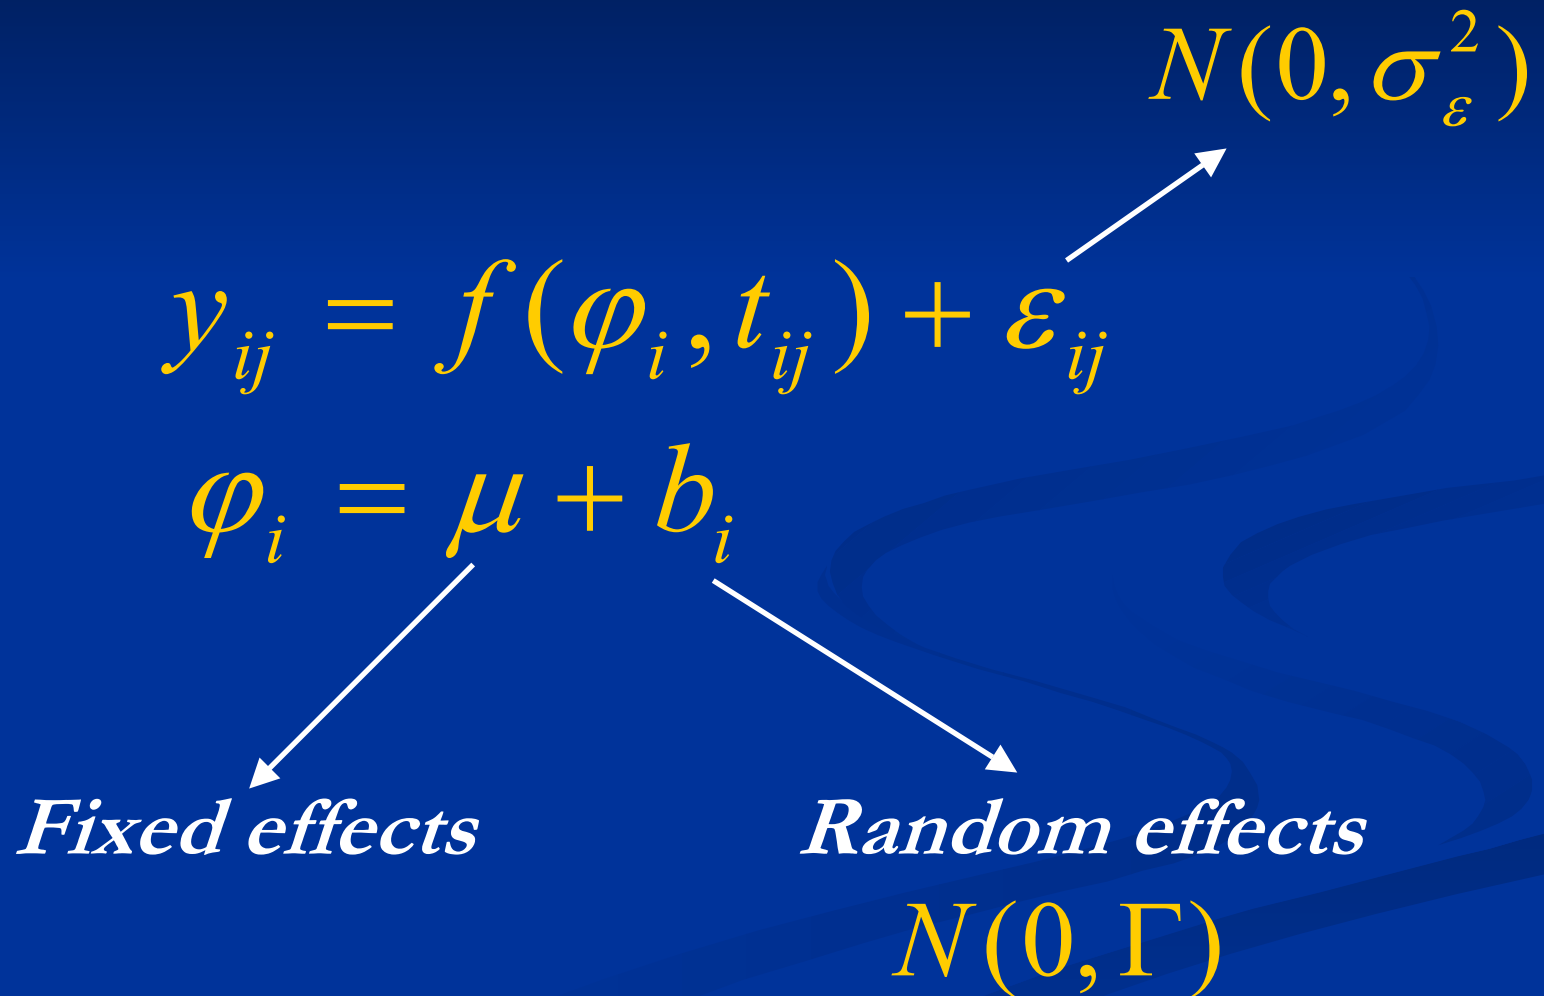 N(0, σ_ε^2)
y_ij = f(φ_i, t_ij) + ε_ij
φ_i = μ + b_i
Fixed effects Random effects
N(0, Γ)